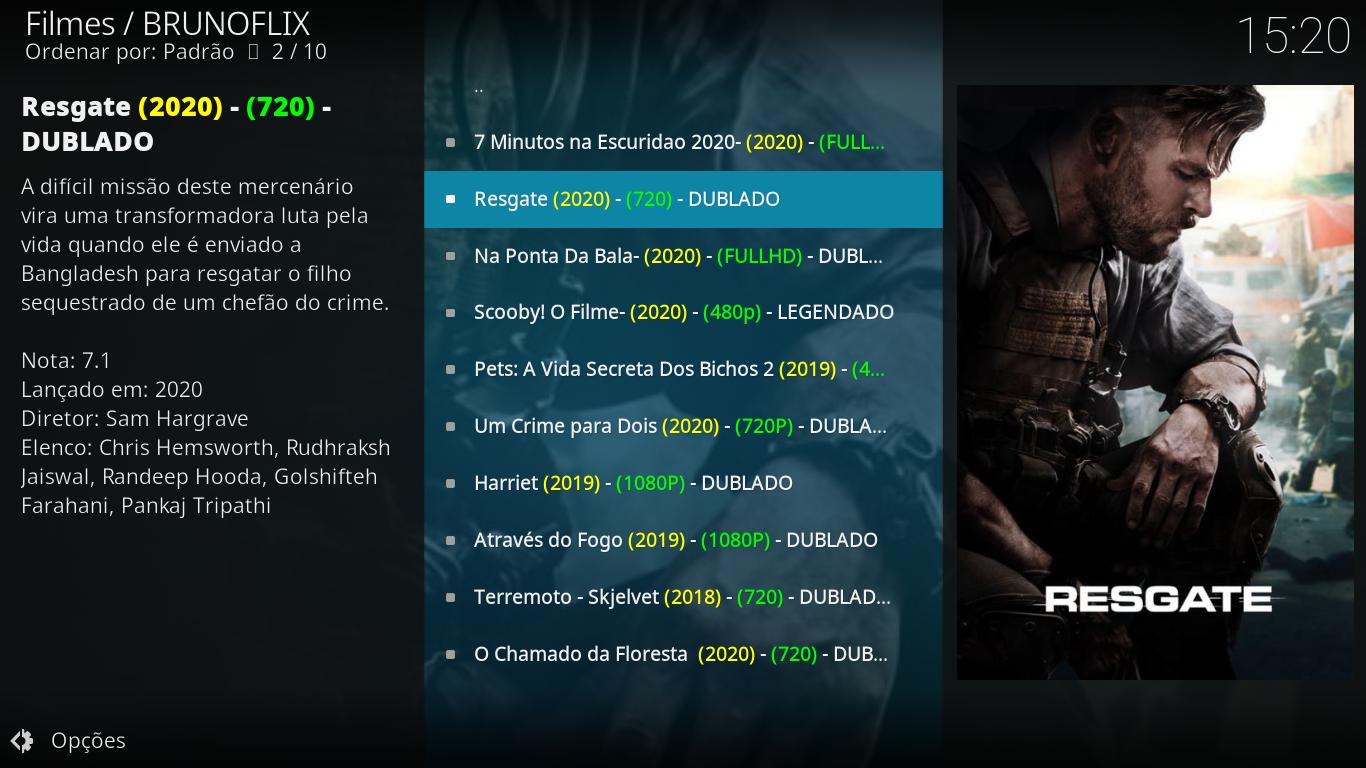 Filmes / BRUNOFLIX
Ordenar por: Padrão 2 / 10
15:20
Resgate (2020) - (720) -
DUBLADO
A difícil missão deste mercenário
vira uma transformadora luta pela
vida quando ele é enviado a
Bangladesh para resgatar o filho
sequestrado de um chefão do crime.
Nota: 7.1
Lançado em: 2020
Diretor: Sam Hargrave
Elenco: Chris Hemsworth, Rudhraksh
Jaiswal, Randeep Hooda, Golshifteh
Farahani, Pankaj Tripathi
..
7 Minutos na Escuridao 2020- (2020) - (FULL...
Resgate (2020) - (720) - DUBLADO
Na Ponta Da Bala- (2020) - (FULLHD) - DUBL...
Scooby! O Filme- (2020) - (480p) - LEGENDADO
Pets: A Vida Secreta Dos Bichos 2 (2019) - (4...
Um Crime para Dois (2020) - (720P) - DUBLA...
Harriet (2019) - (1080P) - DUBLADO
Através do Fogo (2019) - (1080P) - DUBLADO
Terremoto - Skjelvet (2018) - (720) - DUBLAD...
O Chamado da Floresta (2020) - (720) - DUB...
RESGATE
Opções